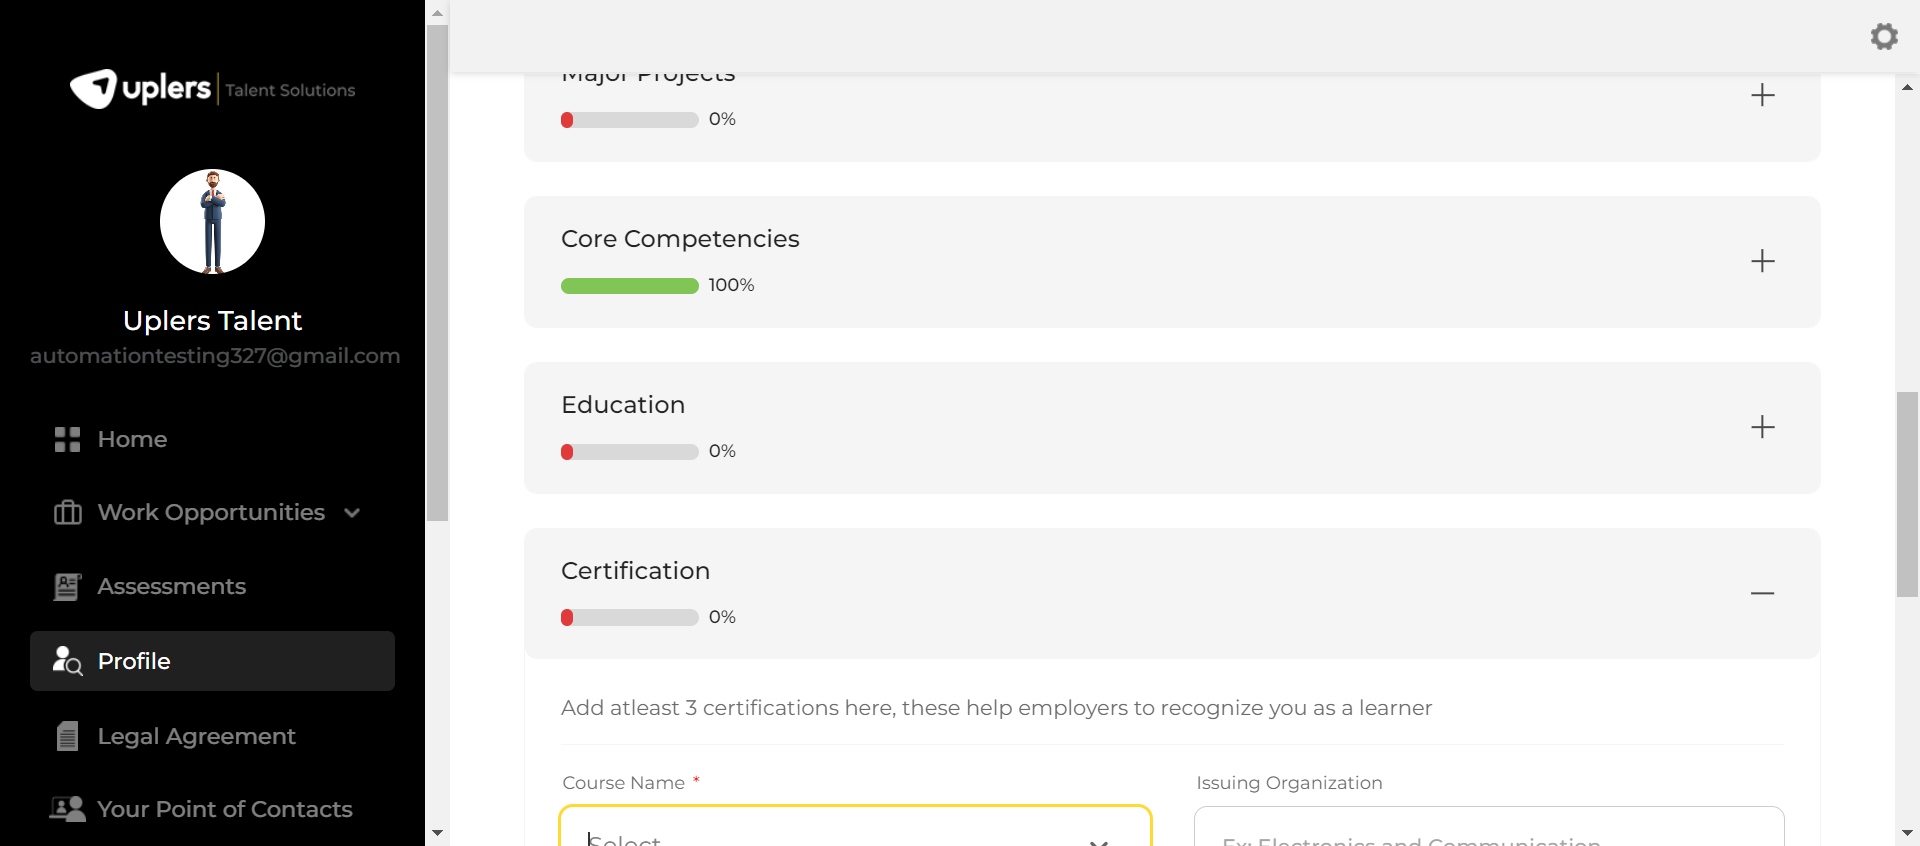 uplers | Talent Solutions
Uplers Talent
automationtesting327@gmail.com
Home
Work Opportunities
Assessments
Profile
Legal Agreement
Your Point of Contacts
Major Projects
0%
Core Competencies
100%
Education
0%
Certification
0%
Add atleast 3 certifications here, these help employers to recognize you as a learner
Course Name *
Issuing Organization
Select
Ex: Electronics and Communication